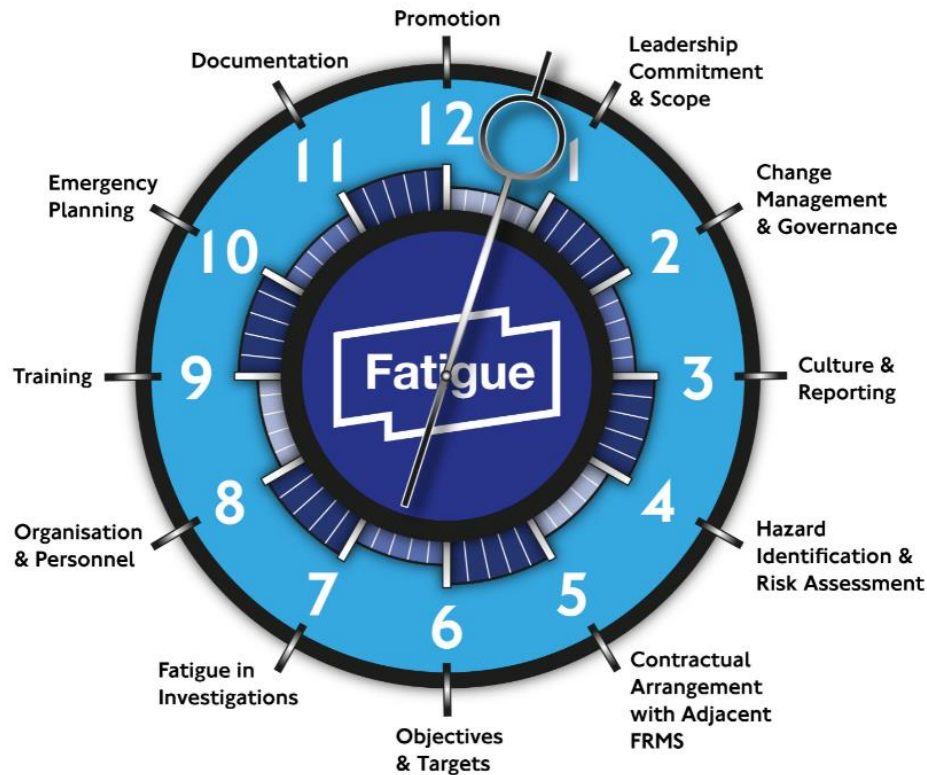 Promotion
Leadership
Commitment
& Scope
Change
Management
& Governance
Culture &
Reporting
Hazard
Identification &
Risk Assessment
Contractual
Arrangement
with Adjacent
FRMS
Objectives
& Targets
Fatigue in
Investigations
Organisation
& Personnel
Training
Emergency
Planning
Documentation
12
1
2
3
4
5
6
7
8
9
10
11
Fatigue